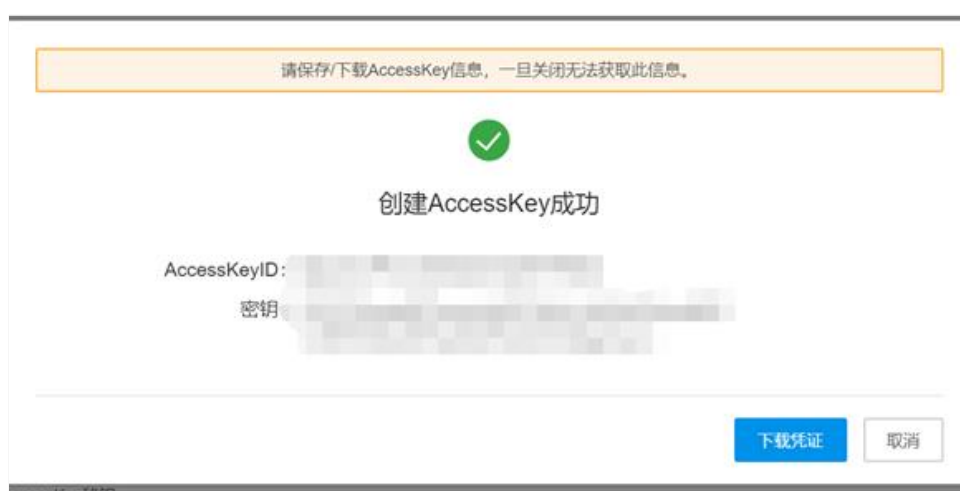 请保存/下载AccessKey信息，一旦关闭无法获取此信息。
创建AccessKey成功
AccessKeyID:
密钥
下载凭证
取消